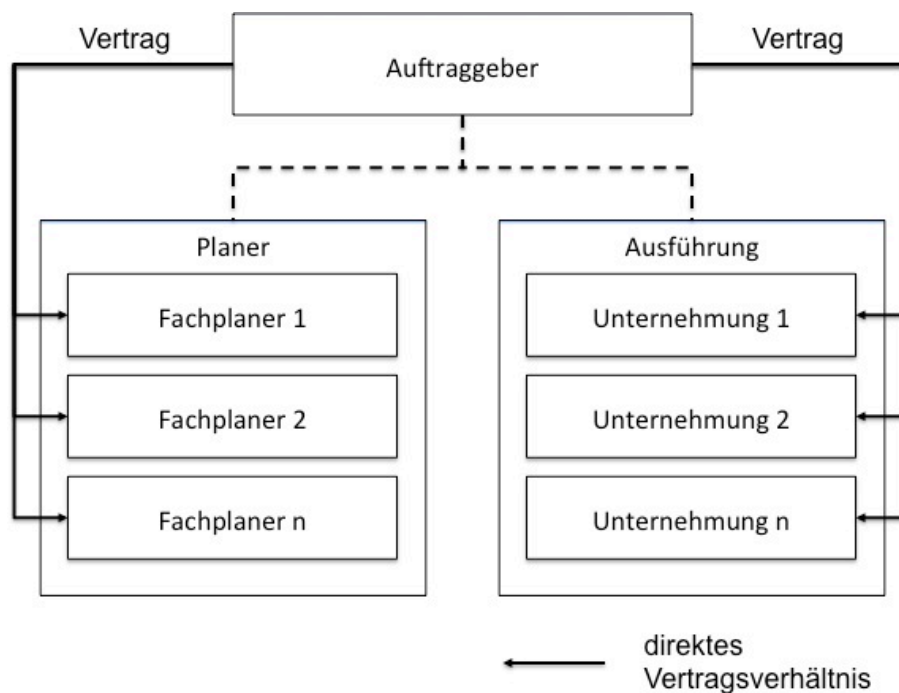 Vertrag
Auftraggeber
Vertrag
Planer
Fachplaner 1
Fachplaner 2
Fachplaner n
Ausführung
Unternehmung 1
Unternehmung 2
Unternehmung n
direktes
Vertragsverhältnis